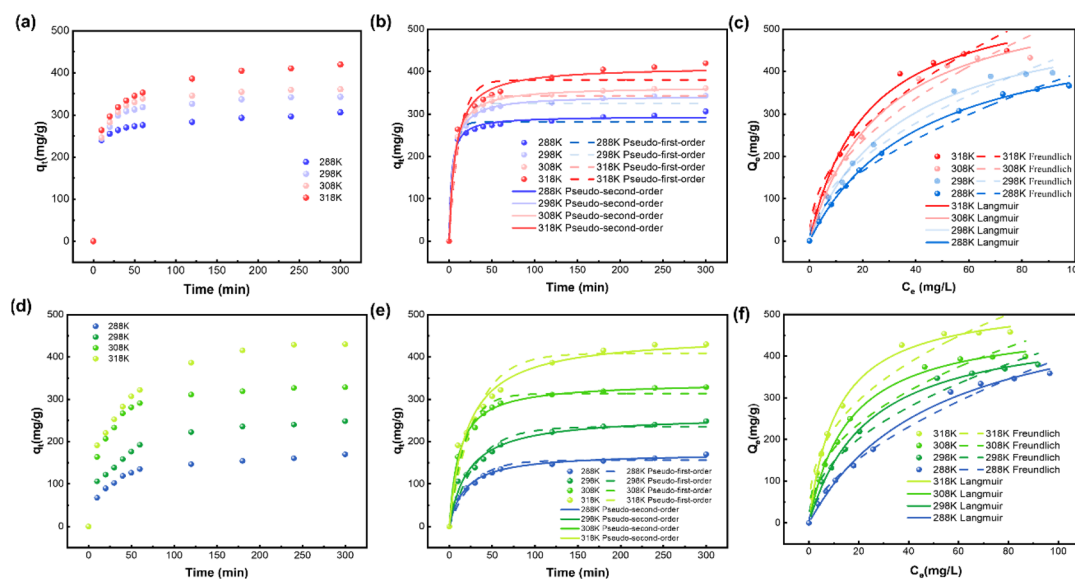 (a)
500
400
300
200
100
0
qt(mg/g)
288K
298K
308K
318K
0 50 100 150 200 250 300
Time (min)
(b)
500
400
300
200
100
0
qt(mg/g)
288K 288K Pseudo-first-order
298K 298K Pseudo-first-order
308K 308K Pseudo-first-order
318K 318K Pseudo-first-order
288K Pseudo-second-order
298K Pseudo-second-order
308K Pseudo-second-order
318K Pseudo-second-order
0 50 100 150 200 250 300
Time (min)
(c)
500
400
300
200
100
0
Qe(mg/g)
318K 318K Freundlich
308K 308K Freundlich
298K 298K Freundlich
288K 288K Freundlich
318K Langmuir
308K Langmuir
298K Langmuir
288K Langmuir
0 20 40 60 80 100
Ce (mg/L)
(d)
500
400
300
200
100
0
qt(mg/g)
288K
298K
308K
318K
0 50 100 150 200 250 300
Time (min)
(e)
500
400
300
200
100
0
qt(mg/g)
288K 288K Pseudo-first-order
298K 298K Pseudo-first-order
308K 308K Pseudo-first-order
318K 318K Pseudo-first-order
288K Pseudo-second-order
298K Pseudo-second-order
308K Pseudo-second-order
318K Pseudo-second-order
0 50 100 150 200 250 300
Time (min)
(f)
500
400
300
200
100
0
Qe(mg/g)
318K 318K Freundlich
308K 308K Freundlich
298K 298K Freundlich
288K 288K Freundlich
318K Langmuir
308K Langmuir
298K Langmuir
288K Langmuir
0 20 40 60 80 100
Ce(mg/L)